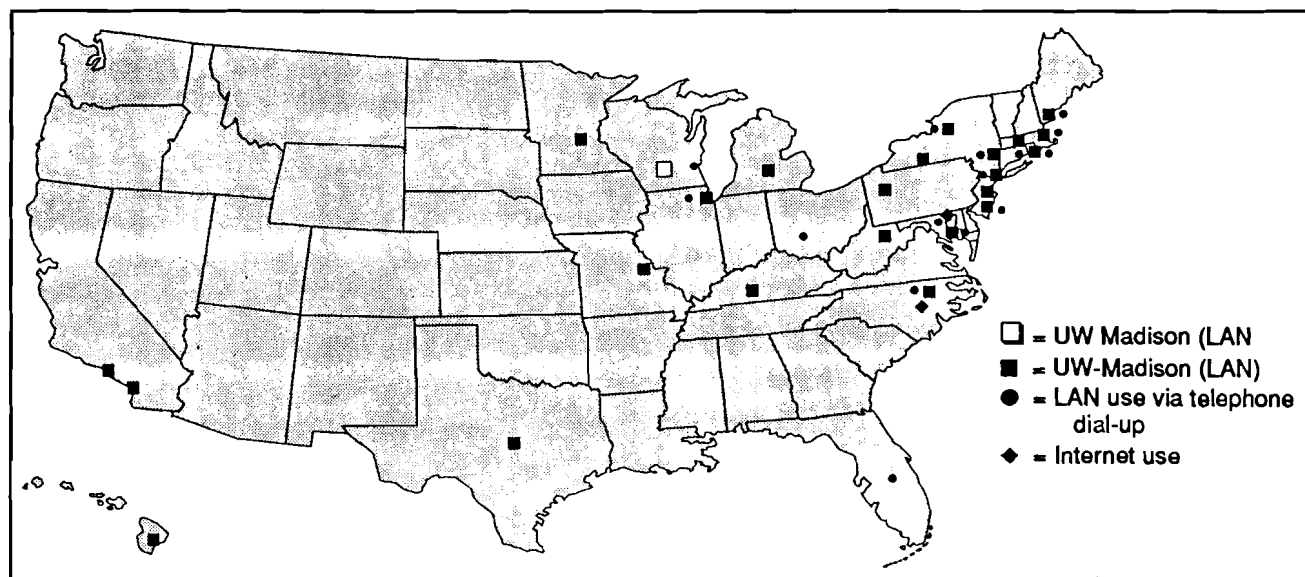 = UW Madison (LAN
= UW-Madison (LAN)
= LAN use via telephone
dial-up
= Internet use